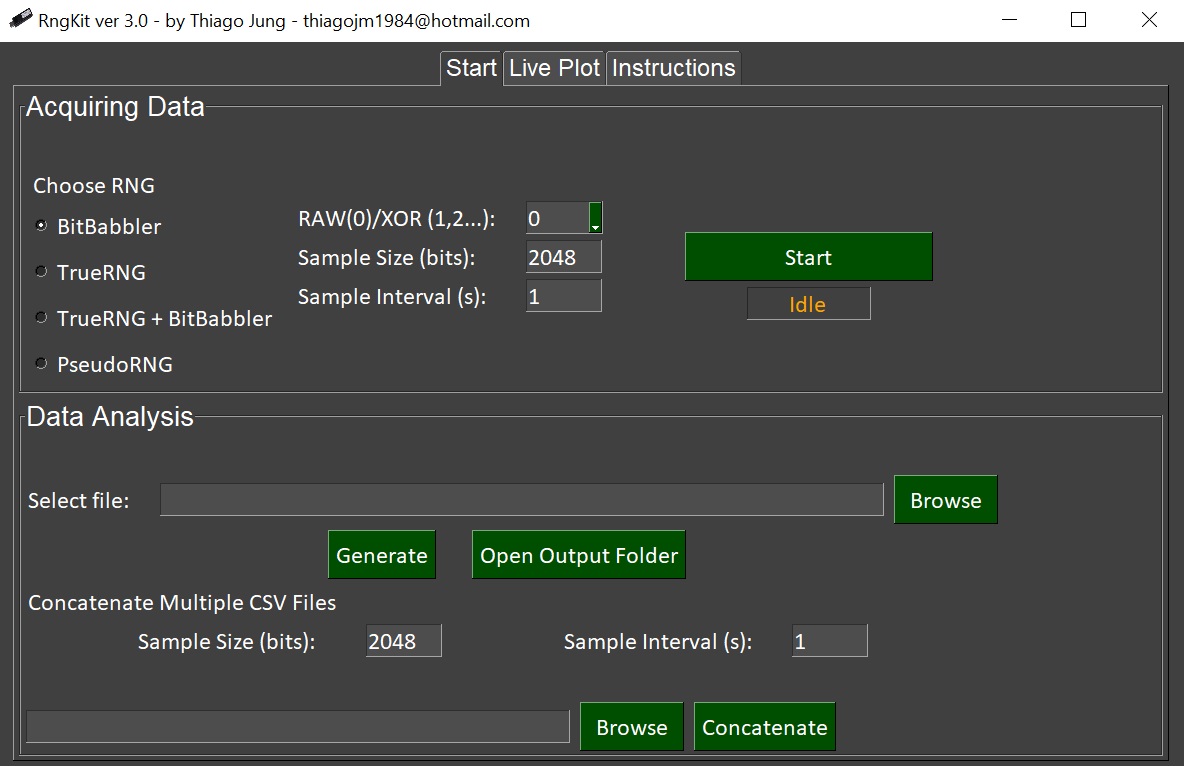 RngKit ver 3.0 - by Thiago Jung - thiagojm1984@hotmail.com
Start Live Plot Instructions
Acquiring Data
Choose RNG
BitBabbler
TrueRNG
TrueRNG + BitBabbler
PseudoRNG
RAW(0)/XOR (1,2...): 0
Sample Size (bits): 2048
Sample Interval (s): 1
Start
Idle
Data Analysis
Select file: Browse
Generate Open Output Folder
Concatenate Multiple CSV Files
Sample Size (bits): 2048 Sample Interval (s): 1
Browse Concatenate